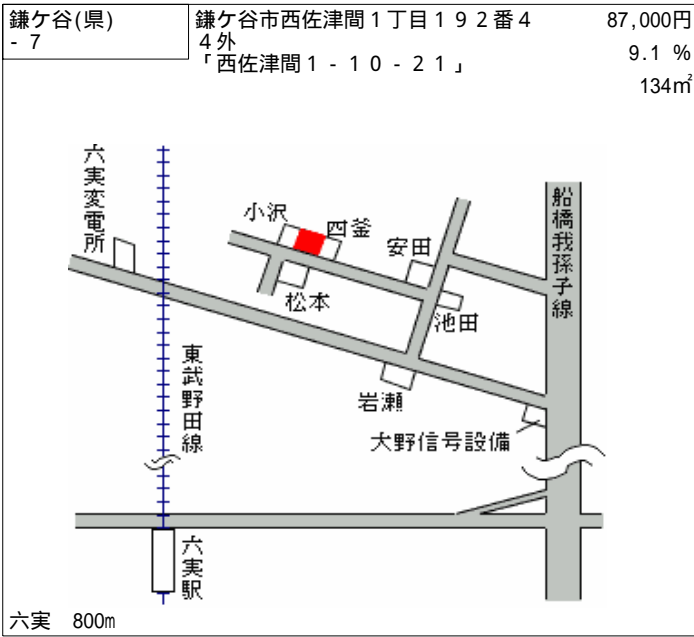 鎌ケ谷(県)
- 7
鎌ケ谷市西佐津間１丁目１９２番４
４外
「西佐津間１‐１０‐２１」
87,000円
9.1 %
134㎡
六実変電所
小沢
四釜
安田
船橋我孫子線
松本
池田
東武野田線
岩瀬
犬野信号設備
六実駅
六実 800m